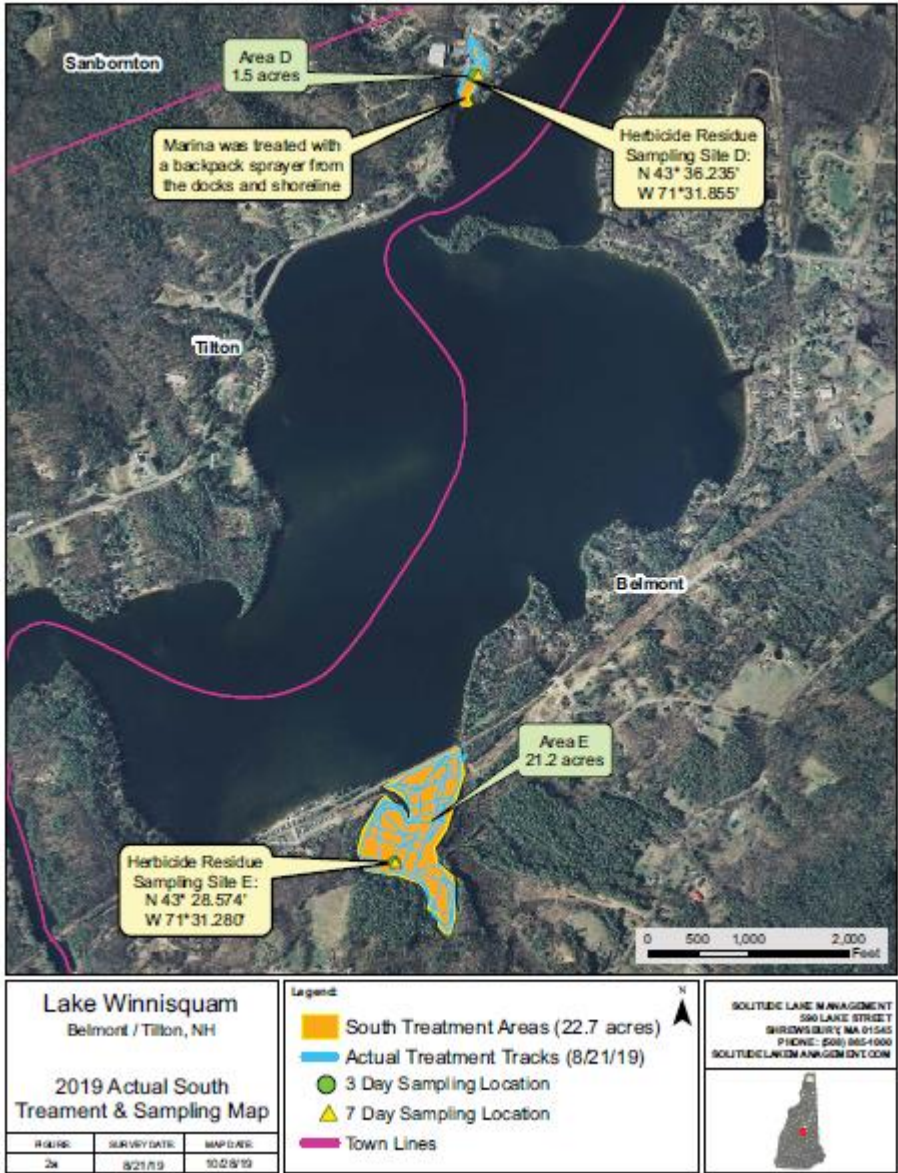 Sanbornton
Area D
1.5 acres
Marina was treated with
a backpack sprayer from
the docks and shoreline
Herbicide Residue
Sampling Site D:
N 43° 36.235'
W 71°31.855'
Tilton
Belmont
Area E
21.2 acres
Herbicide Residue
Sampling Site E:
N 43° 28.574'
W 71°31.280'
0 500 1,000 2,000
Feet
Lake Winnisquam
Belmont / Tilton, NH
2019 Actual South
Treament & Sampling Map
FIGURE: SURVEY DATE: MAP DATE:
2a 8/21/19 10/28/19
Legend:
N
South Treatment Areas (22.7 acres)
Actual Treatment Tracks (8/21/19)
3 Day Sampling Location
7 Day Sampling Location
Town Lines
SOLITUDE LAKE MANAGEMENT
590 LAKE STREET
SHREWSBURY, MA 01545
PHONE: (508) 865-1000
SOLITUDELAKEMANAGEMENT.COM